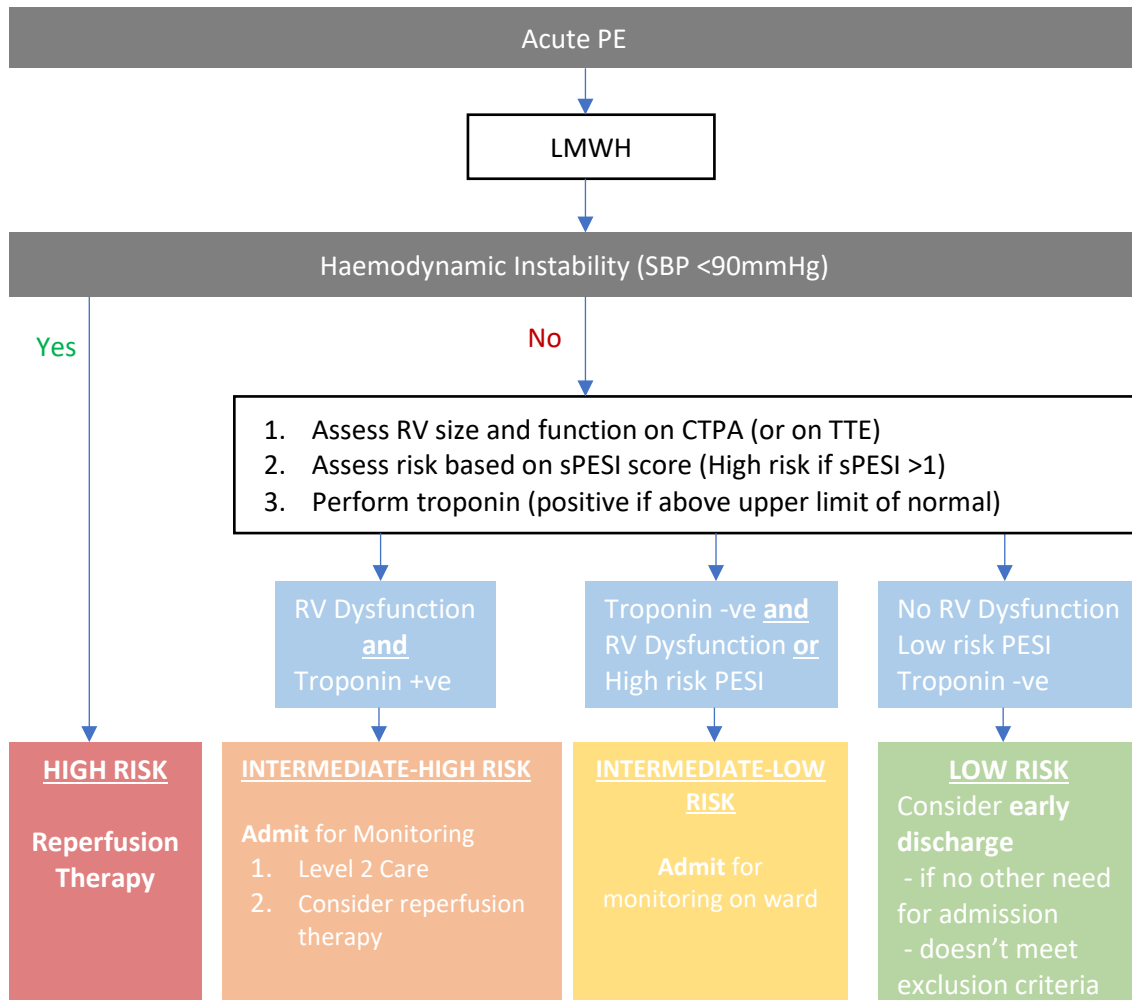 Acute PE
LMWH
Haemodynamic Instability (SBP <90mmHg)
Yes
No
1. Assess RV size and function on CTPA (or on TTE)
2. Assess risk based on sPESI score (High risk if sPESI >1)
3. Perform troponin (positive if above upper limit of normal)
RV Dysfunction
and
Troponin +ve
Troponin -ve and
RV Dysfunction or
High risk PESI
No RV Dysfunction
Low risk PESI
Troponin -ve
HIGH RISK
Reperfusion
Therapy
INTERMEDIATE-HIGH RISK
Admit for Monitoring
1. Level 2 Care
2. Consider reperfusion
therapy
INTERMEDIATE-LOW
RISK
Admit for
monitoring on ward
LOW RISK
Consider early
discharge
- if no other need
for admission
- doesn't meet
exclusion criteria